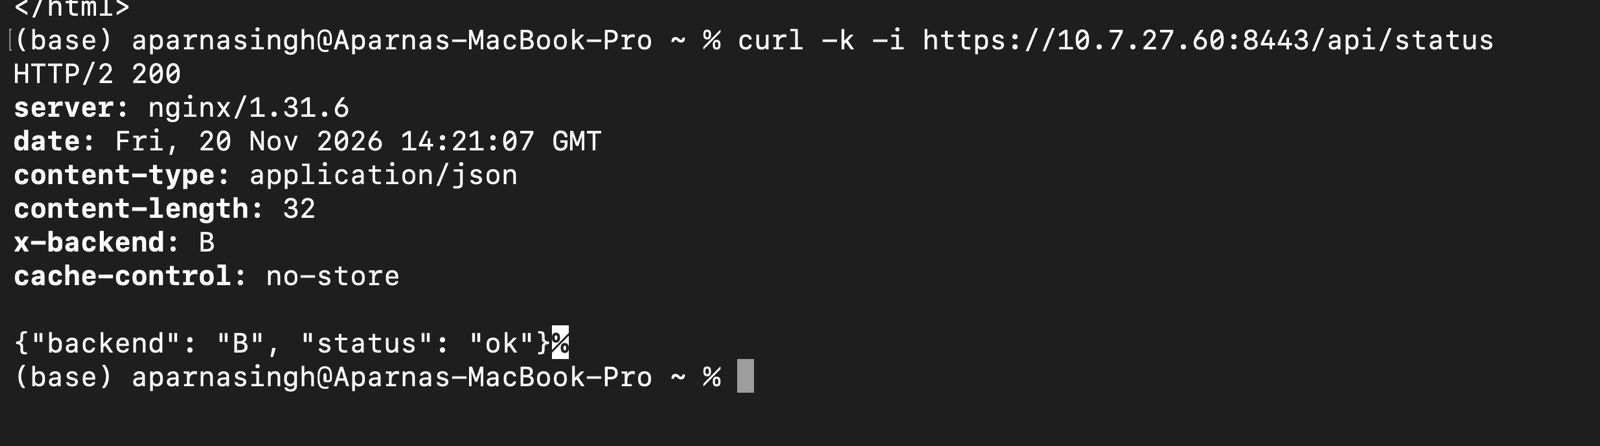 </html>
[(base) aparnasingh@Aparnas-MacBook-Pro ~ % curl -k -i https://10.7.27.60:8443/api/status
HTTP/2 200
server: nginx/1.31.6
date: Fri, 20 Nov 2026 14:21:07 GMT
content-type: application/json
content-length: 32
x-backend: B
cache-control: no-store

{"backend": "B", "status": "ok"}%
(base) aparnasingh@Aparnas-MacBook-Pro ~ %